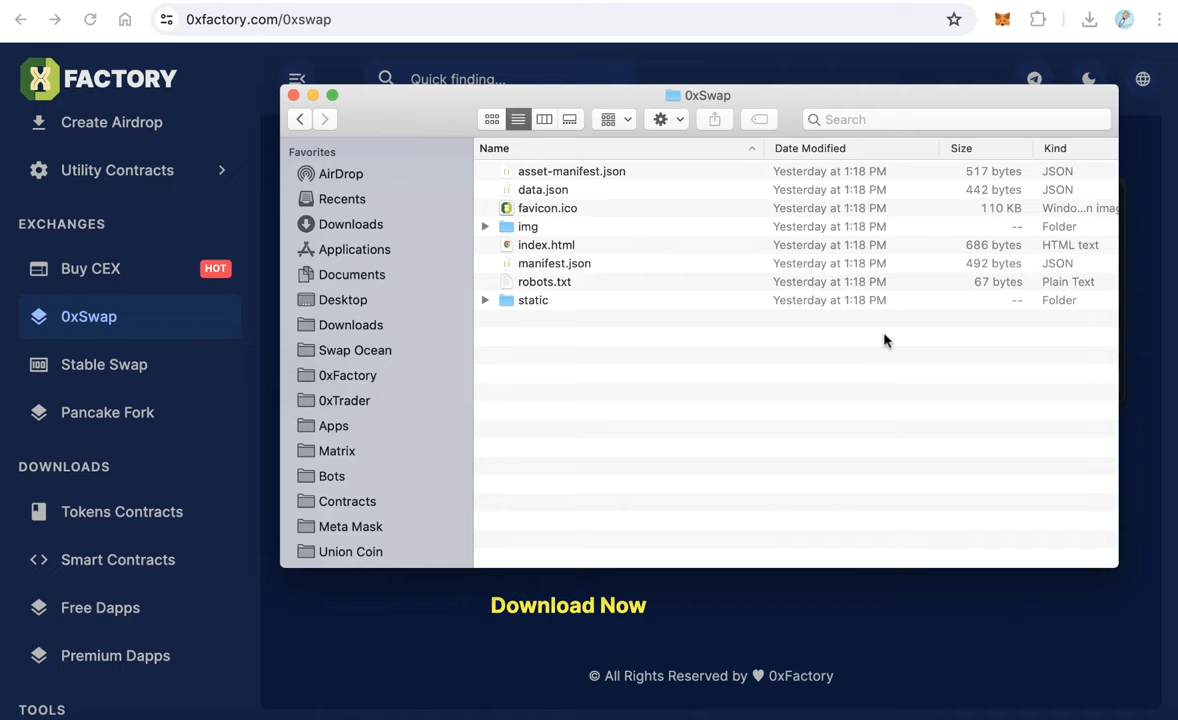 0xfactory.com/0xswap
FACTORY
Quick finding...
Create Airdrop
Utility Contracts
EXCHANGES
Buy CEX HOT
0xSwap
Stable Swap
Pancake Fork
DOWNLOADS
Tokens Contracts
Smart Contracts
Free Dapps
Premium Dapps
TOOLS
0xSwap
Search
Favorites
AirDrop
Recents
Downloads
Applications
Documents
Desktop
Downloads
Swap Ocean
0xFactory
0xTrader
Apps
Matrix
Bots
Contracts
Meta Mask
Union Coin
Name Date Modified Size Kind
asset-manifest.json Yesterday at 1:18 PM 517 bytes JSON
data.json Yesterday at 1:18 PM 442 bytes JSON
favicon.ico Yesterday at 1:18 PM 110 KB Windo...n imag
img Yesterday at 1:18 PM -- Folder
index.html Yesterday at 1:18 PM 686 bytes HTML text
manifest.json Yesterday at 1:18 PM 492 bytes JSON
robots.txt Yesterday at 1:18 PM 67 bytes Plain Text
static Yesterday at 1:18 PM -- Folder
Download Now
© All Rights Reserved by ♥ 0xFactory